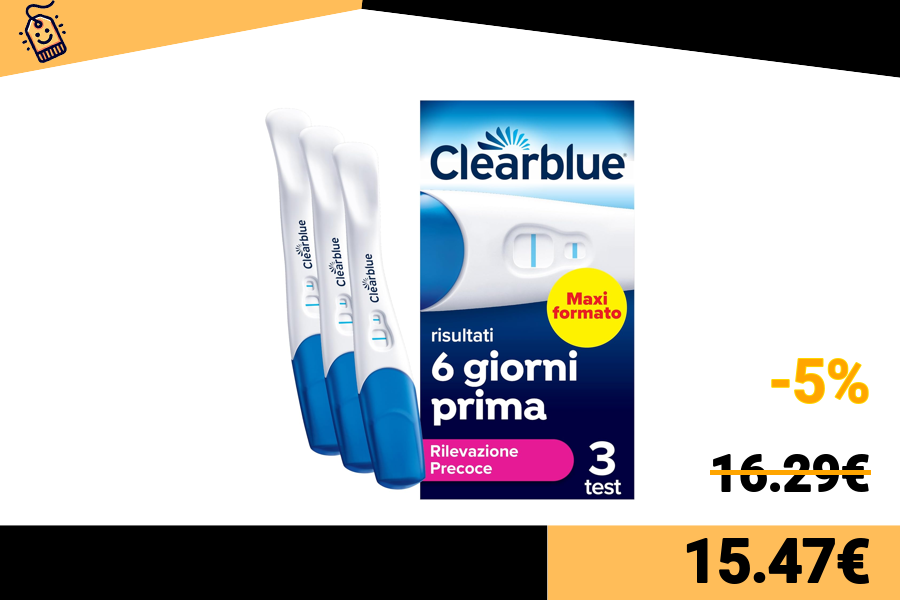 Clearblue
Clearblue
Clearblue
Clearblue
Maxi
formato
risultati
6 giorni
prima
Rilevazione
Precoce
3
test
-5%
16.29€
15.47€